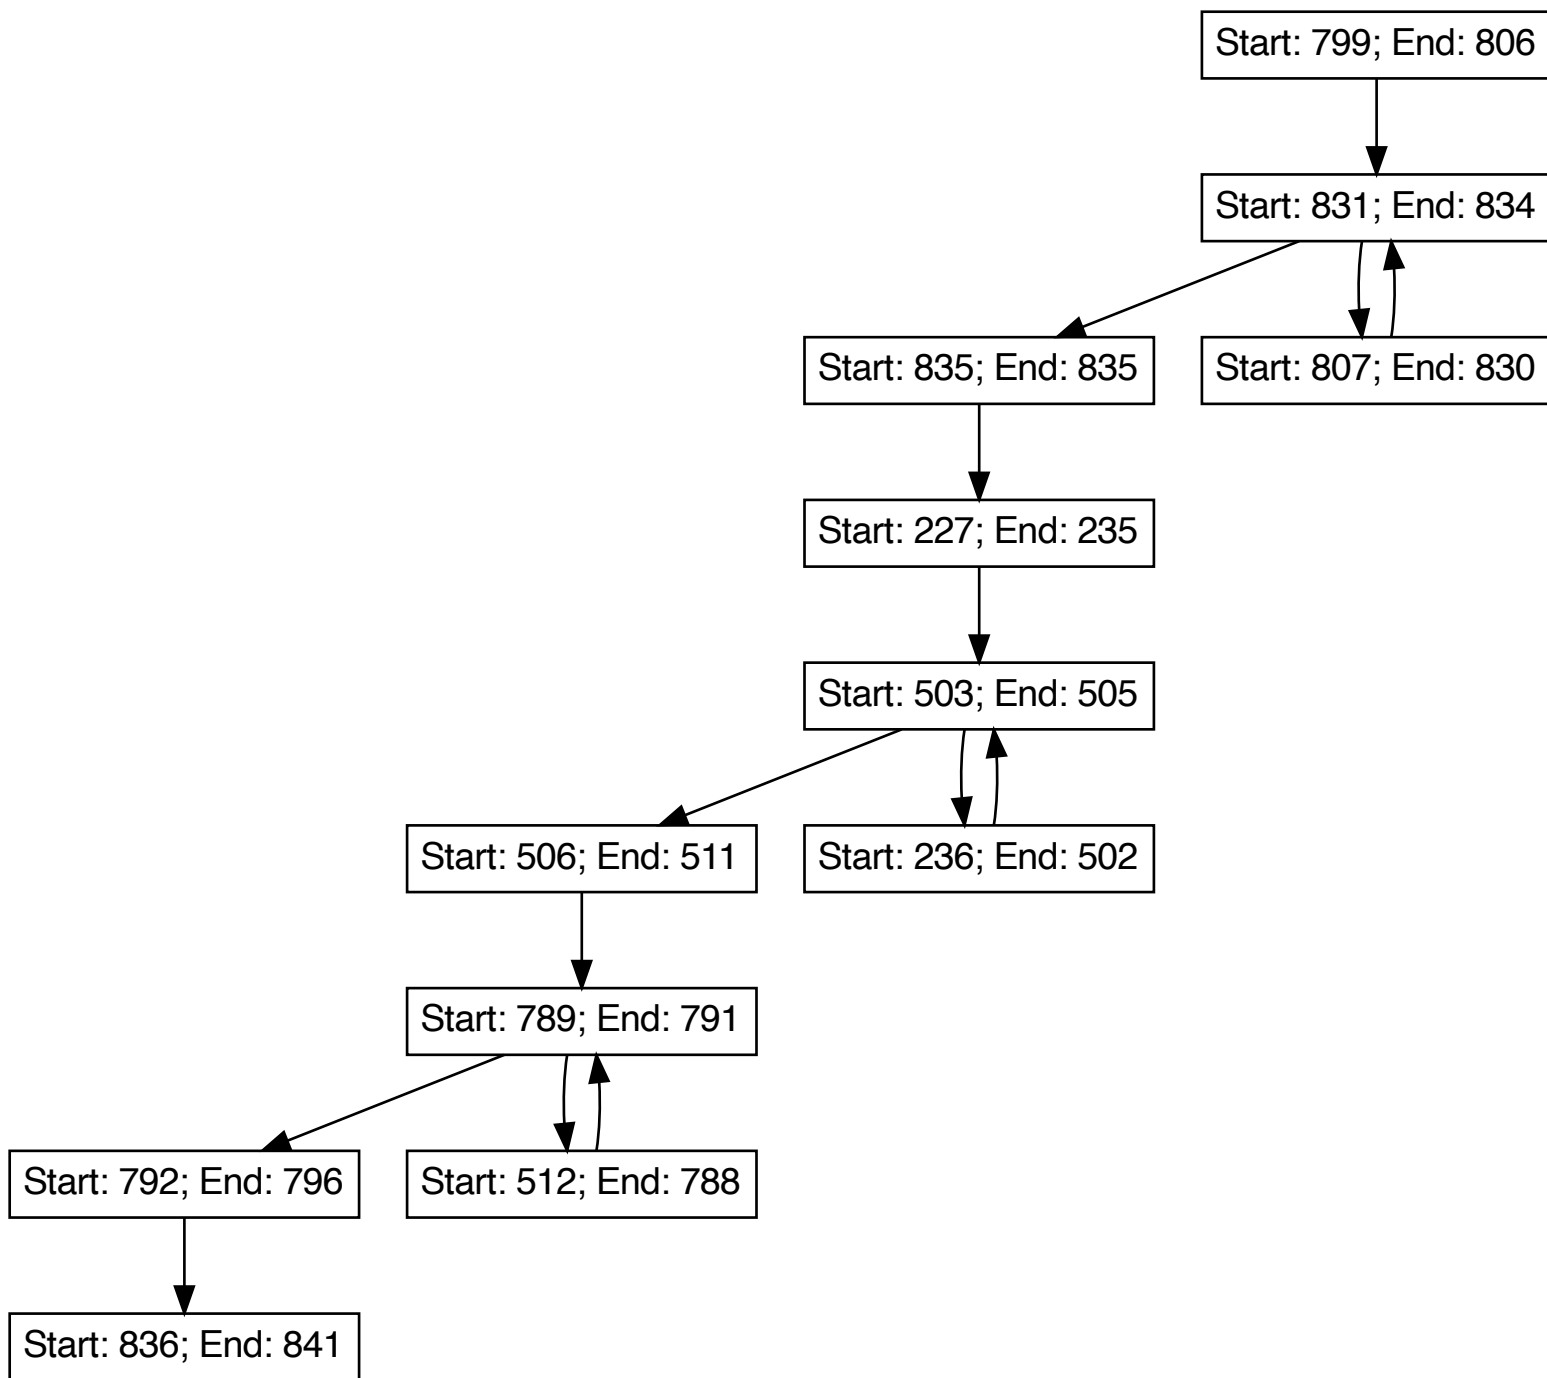 Start: 799; End: 806
Start: 831; End: 834
Start: 835; End: 835
Start: 807; End: 830
Start: 227; End: 235
Start: 503; End: 505
Start: 506; End: 511
Start: 236; End: 502
Start: 789; End: 791
Start: 792; End: 796
Start: 512; End: 788
Start: 836; End: 841